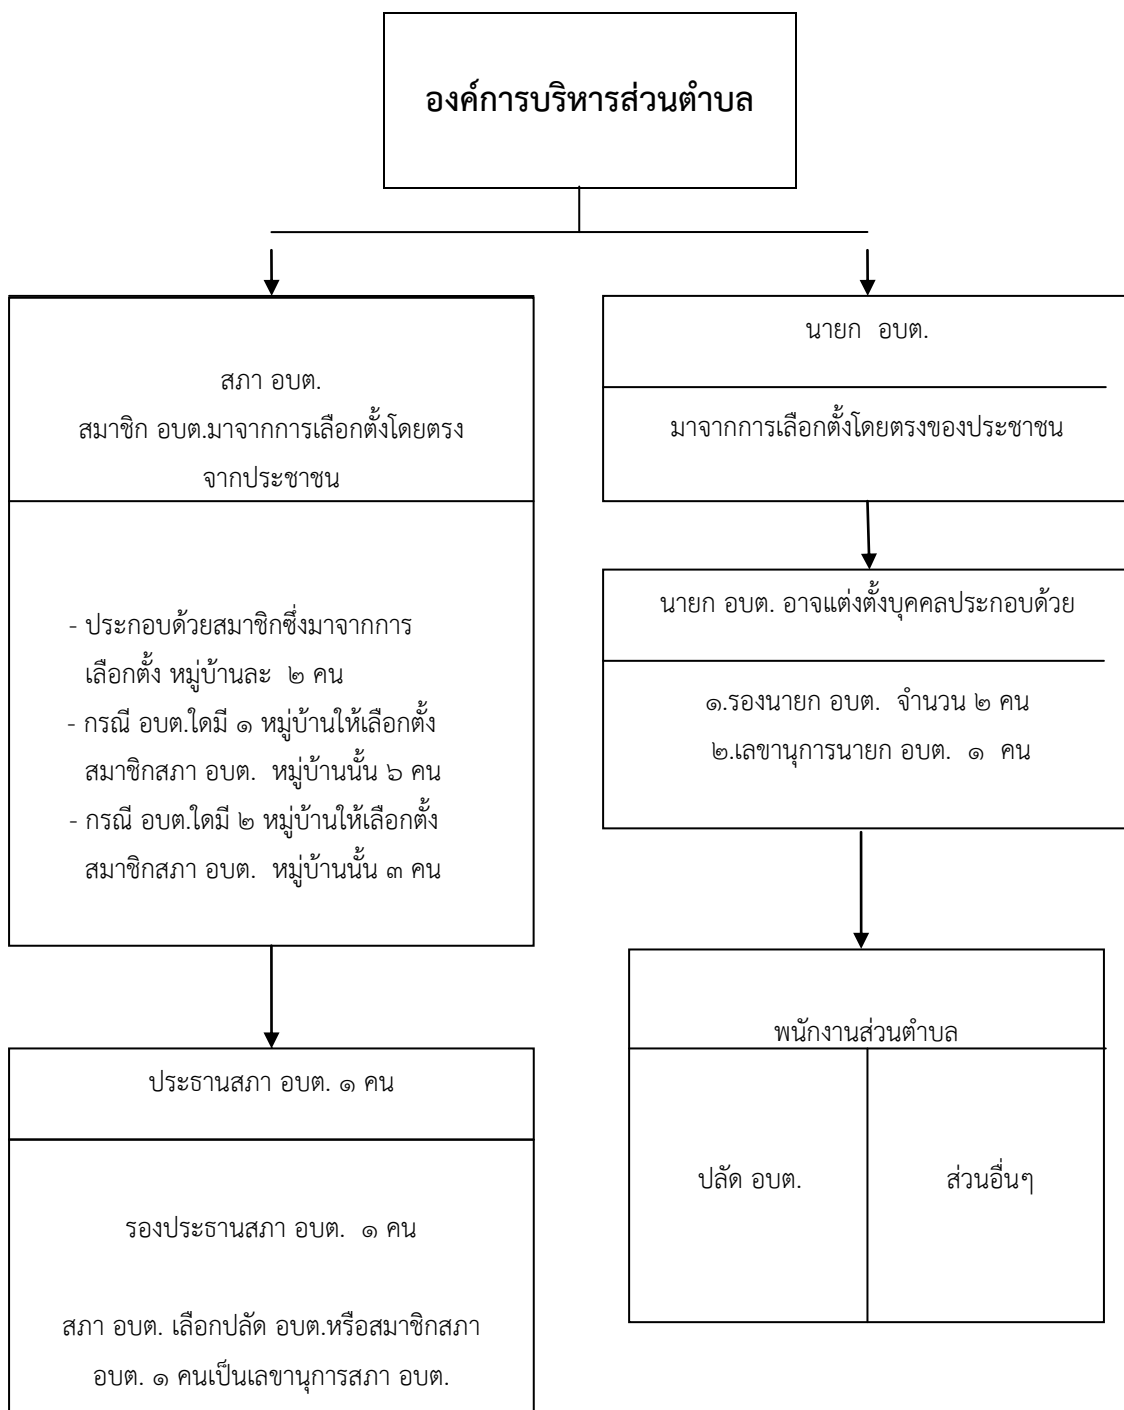 องค์การบริหารส่วนตำบล
สภา อบต.
สมาชิก อบต.มาจากการเลือกตั้งโดยตรง
จากประชาชน
- ประกอบด้วยสมาชิกซึ่งมาจากการ
เลือกตั้ง หมู่บ้านละ ๒ คน
- กรณี อบต.ใดมี ๑ หมู่บ้านให้เลือกตั้ง
สมาชิกสภา อบต. หมู่บ้านนั้น ๖ คน
- กรณี อบต.ใดมี ๒ หมู่บ้านให้เลือกตั้ง
สมาชิกสภา อบต. หมู่บ้านนั้น ๓ คน
ประธานสภา อบต. ๑ คน
รองประธานสภา อบต. ๑ คน
สภา อบต. เลือกปลัด อบต.หรือสมาชิกสภา
อบต. ๑ คนเป็นเลขานุการสภา อบต.
นายก อบต.
มาจากการเลือกตั้งโดยตรงของประชาชน
นายก อบต. อาจแต่งตั้งบุคคลประกอบด้วย
๑.รองนายก อบต. จำนวน ๒ คน
๒.เลขานุการนายก อบต. ๑ คน
พนักงานส่วนตำบล
ปลัด อบต.
ส่วนอื่นๆ